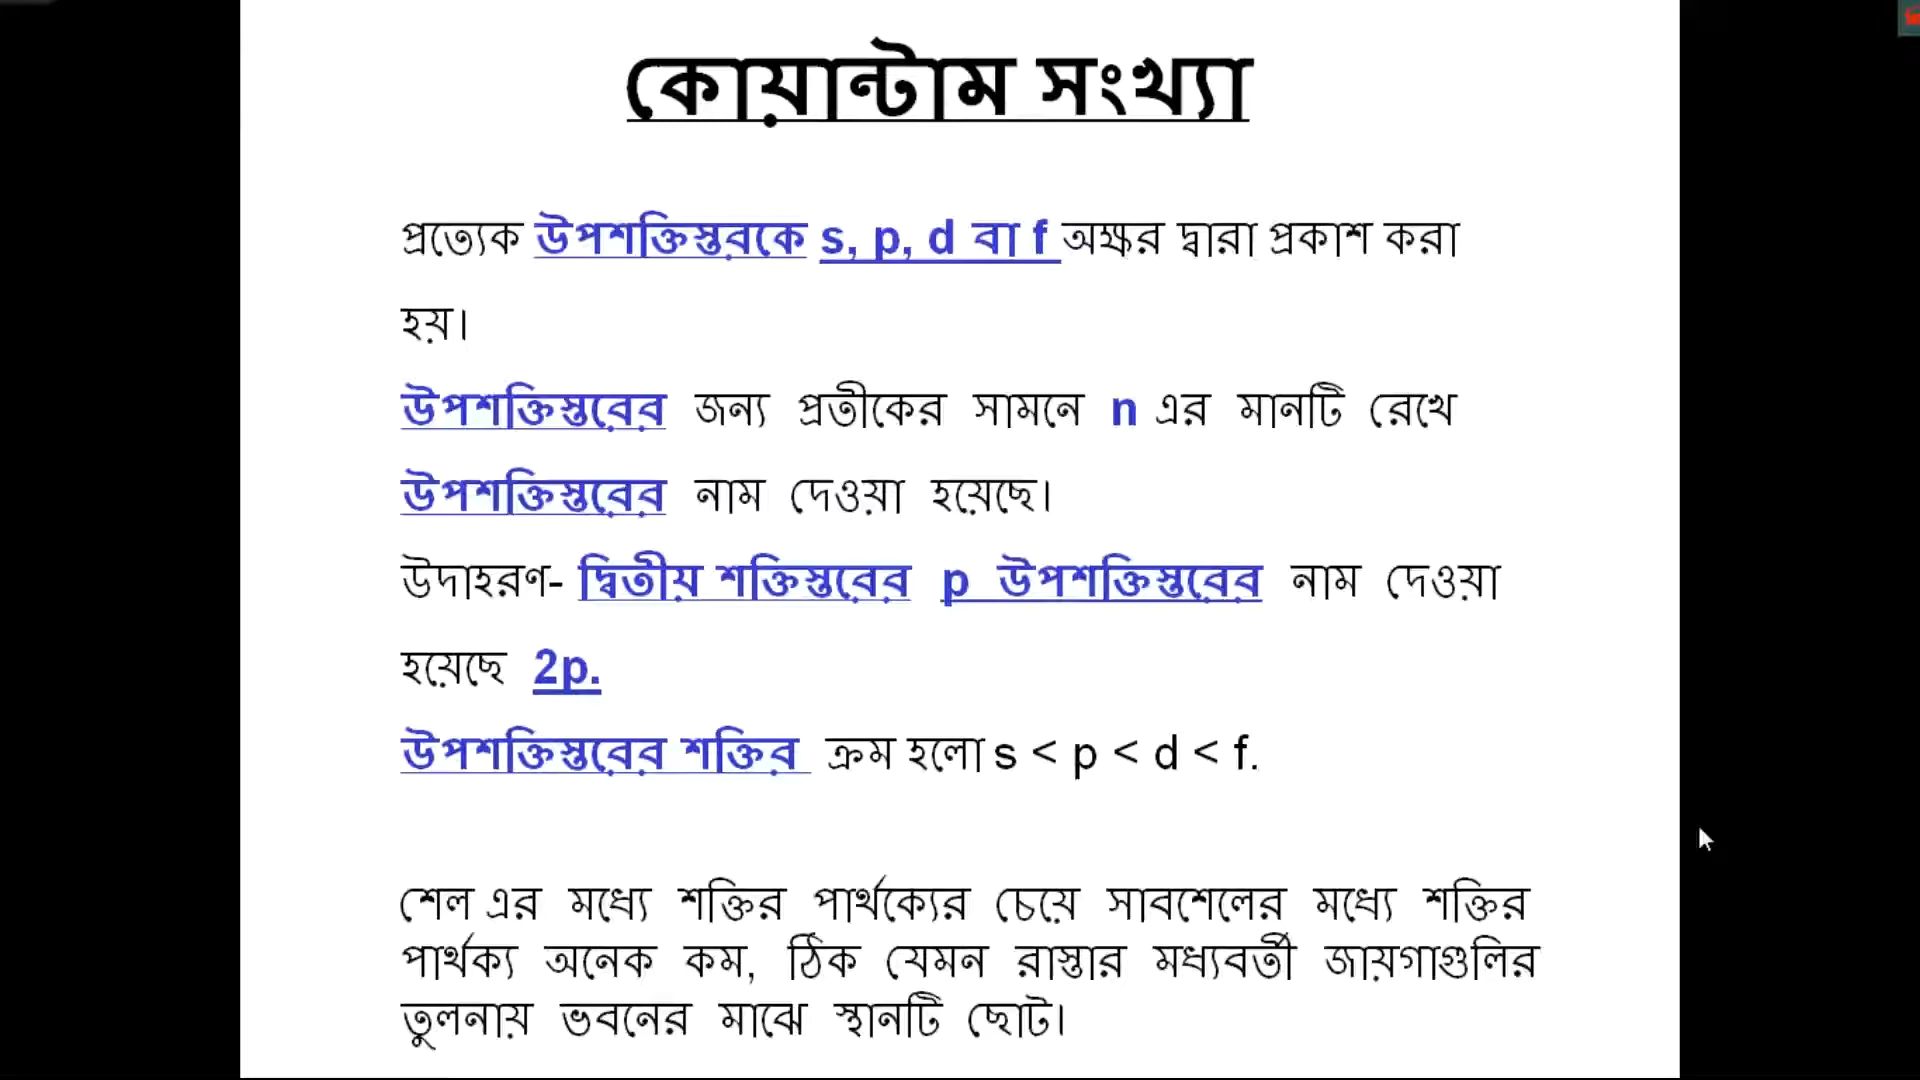 কোয়ান্টাম সংখ্যা
প্রত্যেক উপশক্তিস্তরকে s, p, d বা f অক্ষর দ্বারা প্রকাশ করা
হয়।
উপশক্তিস্তরের জন্য প্রতীকের সামনে n এর মানটি রেখে
উপশক্তিস্তরের নাম দেওয়া হয়েছে।
উদাহরণ- দ্বিতীয় শক্তিস্তরের p উপশক্তিস্তরের নাম দেওয়া
হয়েছে 2p.
উপশক্তিস্তরের শক্তির ক্রম হলো s < p < d < f.
শেল এর মধ্যে শক্তির পার্থক্যের চেয়ে সাবশেলের মধ্যে শক্তির
পার্থক্য অনেক কম, ঠিক যেমন রাস্তার মধ্যবর্তী জায়গাগুলির
তুলনায় ভবনের মাঝে স্থানটি ছোট।